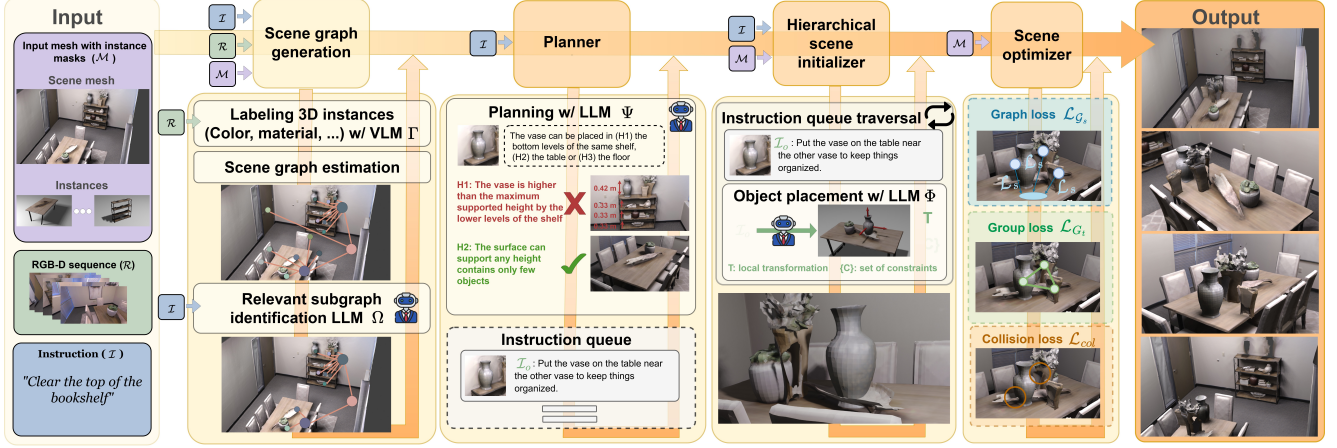 Input
Input mesh with instance
masks (ℳ)
Scene mesh
Instances
RGB-D sequence (ℛ)
Instruction (ℐ)
"Clear the top of the
bookshelf"
ℐ
ℛ
ℳ
Scene graph
generation
ℛ
Labeling 3D instances
(Color, material, ...) w/ VLM Γ
Scene graph estimation
ℐ
Relevant subgraph
identification LLM Ω
ℐ
Planner
Planning w/ LLM Ψ
The vase can be placed in (H1) the
bottom levels of the same shelf,
(H2) the table or (H3) the floor
H1: The vase is higher
than the maximum
supported height by the
lower levels of the shelf
0.42 m
0.33 m
0.33 m
H2: The surface can
support any height
contains only few
objects
Instruction queue
ℐₒ : Put the vase on the table near
the other vase to keep things
organized.
ℐ
ℳ
Hierarchical
scene
initializer
Instruction queue traversal
ℐₒ : Put the vase on the table near
the other vase to keep things
organized.
Object placement w/ LLM Φ
T
T: local transformation {C}: set of constraints
ℳ
Scene
optimizer
Graph loss ℒ𝒢ₛ
Group loss ℒGₜ
Collision loss ℒcol
Output